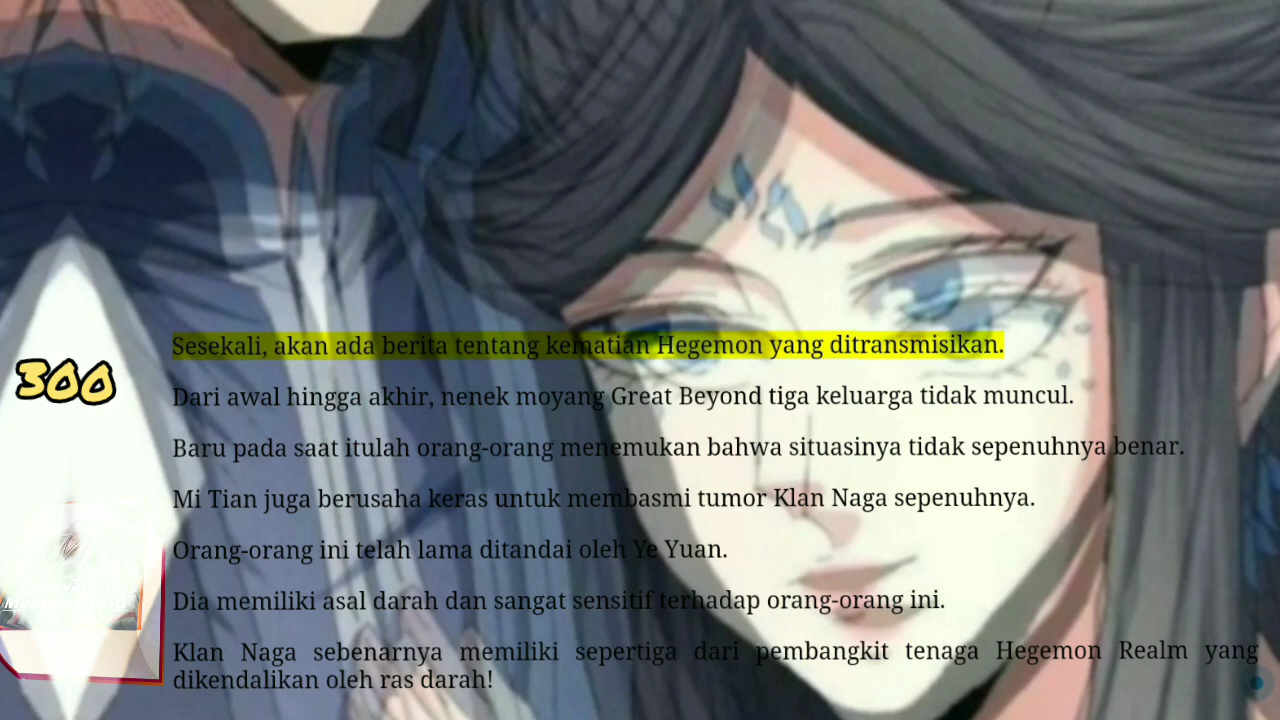 Sesekali, akan ada berita tentang kematian Hegemon yang ditransmisikan.
300
Dari awal hingga akhir, nenek moyang Great Beyond tiga keluarga tidak muncul.
Baru pada saat itulah orang-orang menemukan bahwa situasinya tidak sepenuhnya benar.
Mi Tian juga berusaha keras untuk membasmi tumor Klan Naga sepenuhnya.
Orang-orang ini telah lama ditandai oleh Ye Yuan.
Dia memiliki asal darah dan sangat sensitif terhadap orang-orang ini.
Klan Naga sebenarnya memiliki sepertiga dari pembangkit tenaga Hegemon Realm yang
dikendalikan oleh ras darah!